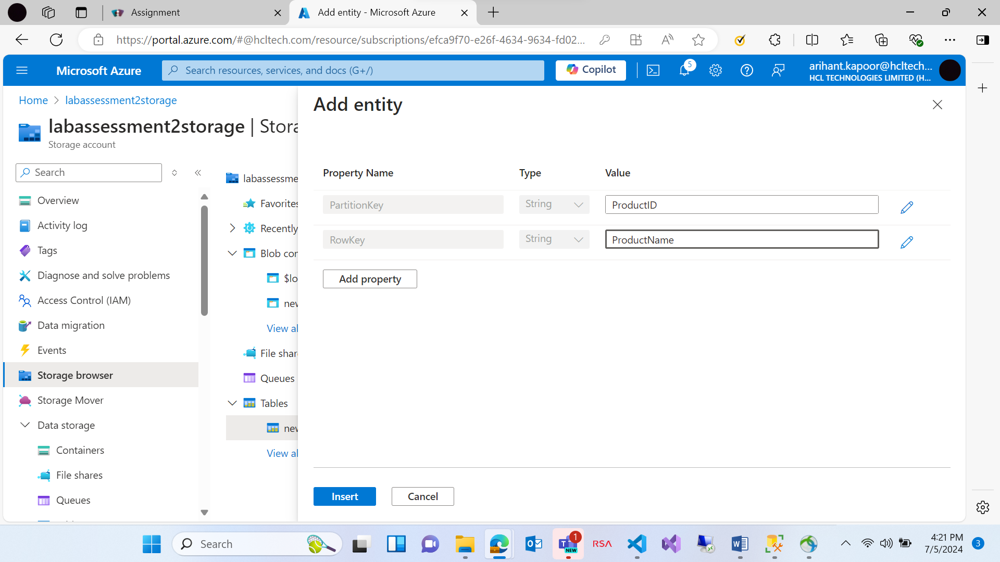 Assignment
Add entity - Microsoft Azure
https://portal.azure.com/#@hcltech.com/resource/subscriptions/efca9f70-e26f-4634-9634-fd02...
Microsoft Azure
Search resources, services, and docs (G+/)
Copilot
5
arihant.kapoor@hcltech...
HCL TECHNOLOGIES LIMITED (H...
Home > labassessment2storage
labassessment2storage | Stora
Storage account
Search
Overview
Activity log
Tags
Diagnose and solve problems
Access Control (IAM)
Data migration
Events
Storage browser
Storage Mover
Data storage
Containers
File shares
Queues
labassessme
Favorites
Recently
Blob con
$lo
new
View al
File shar
Queues
Tables
new
View al
Add entity
Property Name Type Value
PartitionKey String ProductID
RowKey String ProductName
Add property
Insert Cancel
Search
1
NEW
RSA
4:21 PM
7/5/2024
3